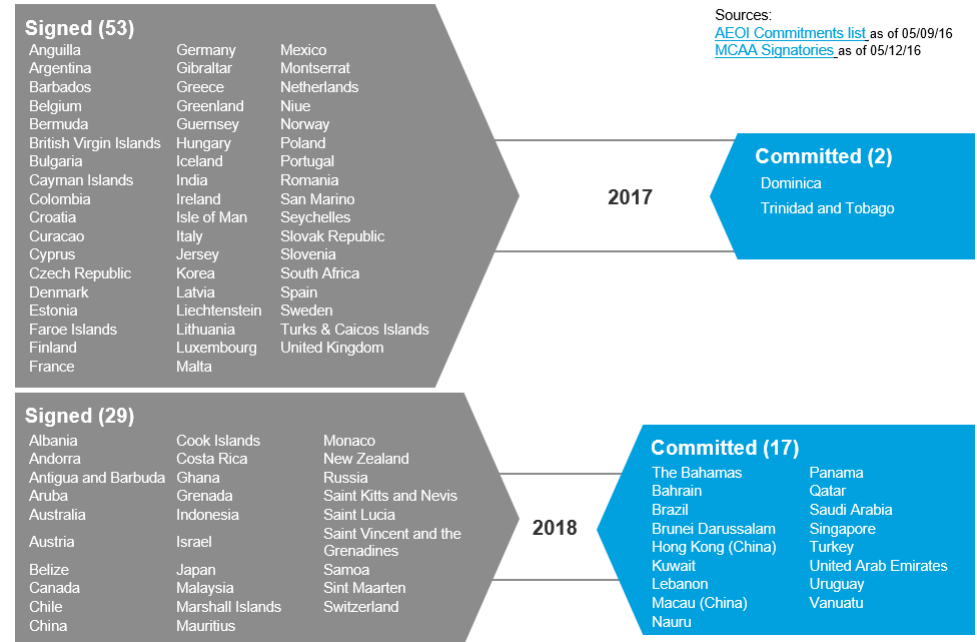 Signed (53)
Anguilla
Argentina
Barbados
Belgium
Bermuda
British Virgin Islands
Bulgaria
Cayman Islands
Colombia
Croatia
Curacao
Cyprus
Czech Republic
Denmark
Estonia
Faroe Islands
Finland
France
Germany
Gibraltar
Greece
Greenland
Guernsey
Hungary
Iceland
India
Ireland
Isle of Man
Italy
Jersey
Korea
Latvia
Liechtenstein
Lithuania
Luxembourg
Malta
Mexico
Montserrat
Netherlands
Niue
Norway
Poland
Portugal
Romania
San Marino
Seychelles
Slovak Republic
Slovenia
South Africa
Spain
Sweden
Turks & Caicos Islands
United Kingdom
2017
Sources:
AEOI Commitments list as of 05/09/16
MCAA Signatories as of 05/12/16
Committed (2)
Dominica
Trinidad and Tobago
Signed (29)
Albania
Andorra
Antigua and Barbuda
Aruba
Australia
Austria
Belize
Canada
Chile
China
Cook Islands
Costa Rica
Ghana
Grenada
Indonesia
Israel
Japan
Malaysia
Marshall Islands
Mauritius
Monaco
New Zealand
Russia
Saint Kitts and Nevis
Saint Lucia
Saint Vincent and the
Grenadines
Samoa
Sint Maarten
Switzerland
2018
Committed (17)
The Bahamas
Bahrain
Brazil
Brunei Darussalam
Hong Kong (China)
Kuwait
Lebanon
Macau (China)
Nauru
Panama
Qatar
Saudi Arabia
Singapore
Turkey
United Arab Emirates
Uruguay
Vanuatu